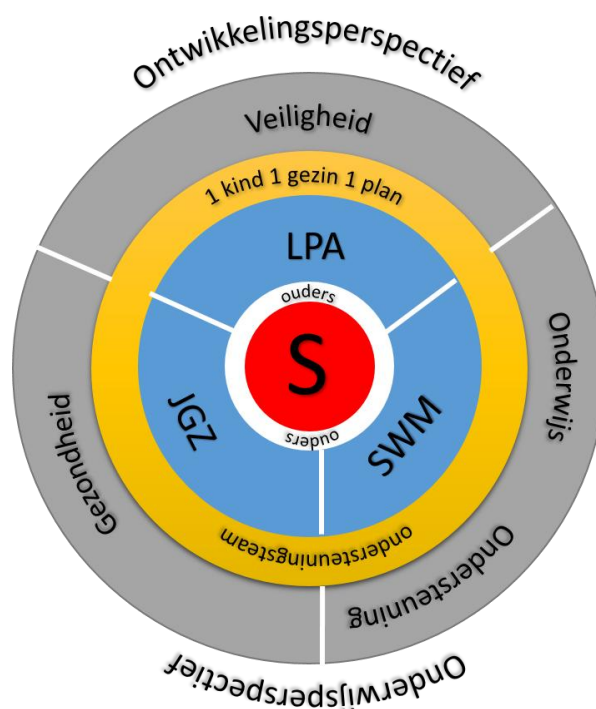 Ontwikkelingsperspectief
Veiligheid
1 kind 1 gezin 1 plan
LPA
ouders
S
ouders
JGZ
SWM
Onderwijs
Gezondheid
ondersteuningsteam
Ondersteuning
Onderwijsperspectief